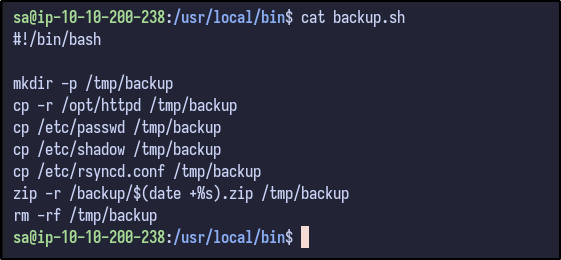 sa@ip-10-10-200-238:/usr/local/bin$ cat backup.sh
#!/bin/bash
mkdir -p /tmp/backup
cp -r /opt/httpd /tmp/backup
cp /etc/passwd /tmp/backup
cp /etc/shadow /tmp/backup
cp /etc/rsyncd.conf /tmp/backup
zip -r /backup/$(date +%s).zip /tmp/backup
rm -rf /tmp/backup
sa@ip-10-10-200-238:/usr/local/bin$